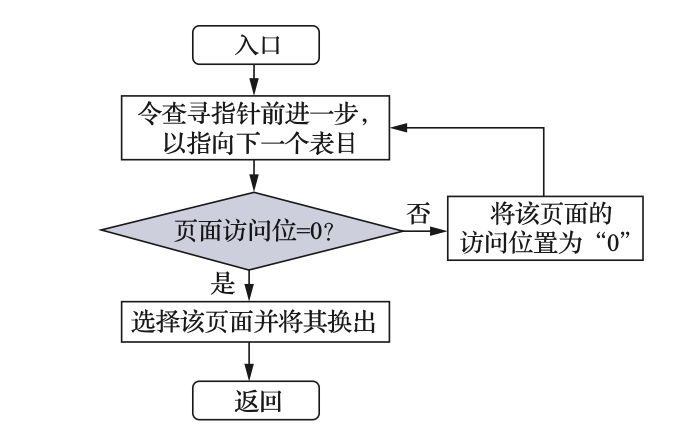 入口
令查寻指针前进一步，
以指向下一个表目
页面访问位=0?
否
将该页面的
访问位置为“0”
是
选择该页面并将其换出
返回